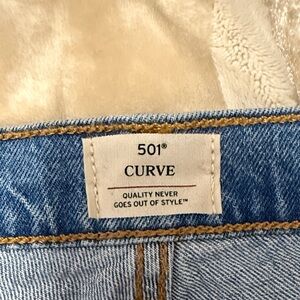 501®
CURVE
QUALITY NEVER
GOES OUT OF STYLE™